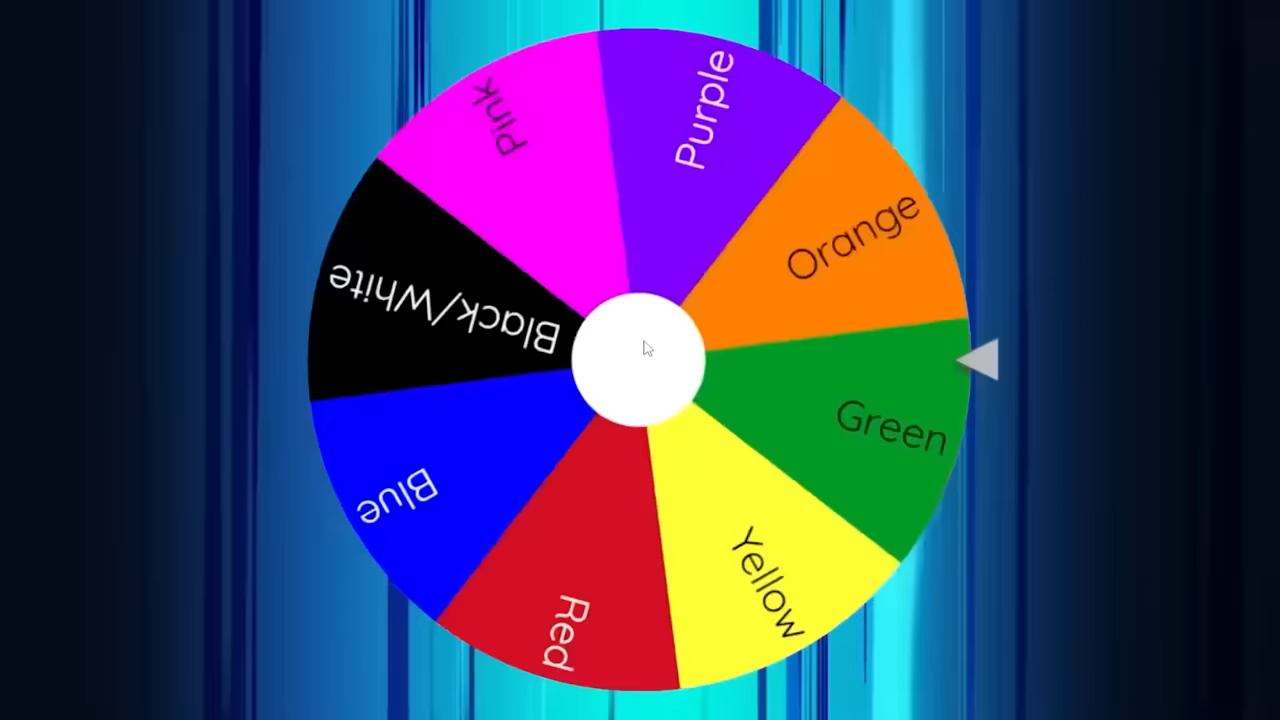 Purple
Orange
Green
Yellow
Red
Blue
Black/White
Pink